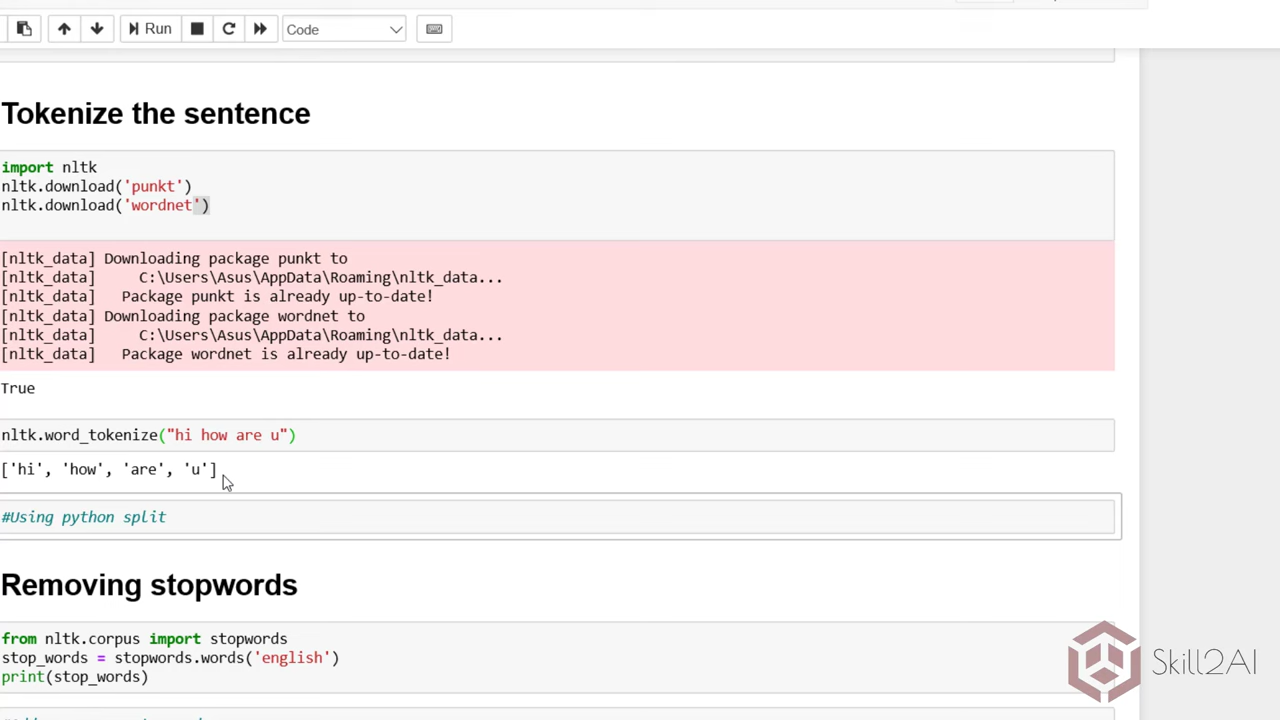 Run
Code
Tokenize the sentence
import nltk
nltk.download('punkt')
nltk.download('wordnet')
[nltk_data] Downloading package punkt to
[nltk_data]     C:\Users\Asus\AppData\Roaming\nltk_data...
[nltk_data]   Package punkt is already up-to-date!
[nltk_data] Downloading package wordnet to
[nltk_data]     C:\Users\Asus\AppData\Roaming\nltk_data...
[nltk_data]   Package wordnet is already up-to-date!
True
nltk.word_tokenize("hi how are u")
['hi', 'how', 'are', 'u']
#Using python split
Removing stopwords
from nltk.corpus import stopwords
stop_words = stopwords.words('english')
print(stop_words)
Skill2AI